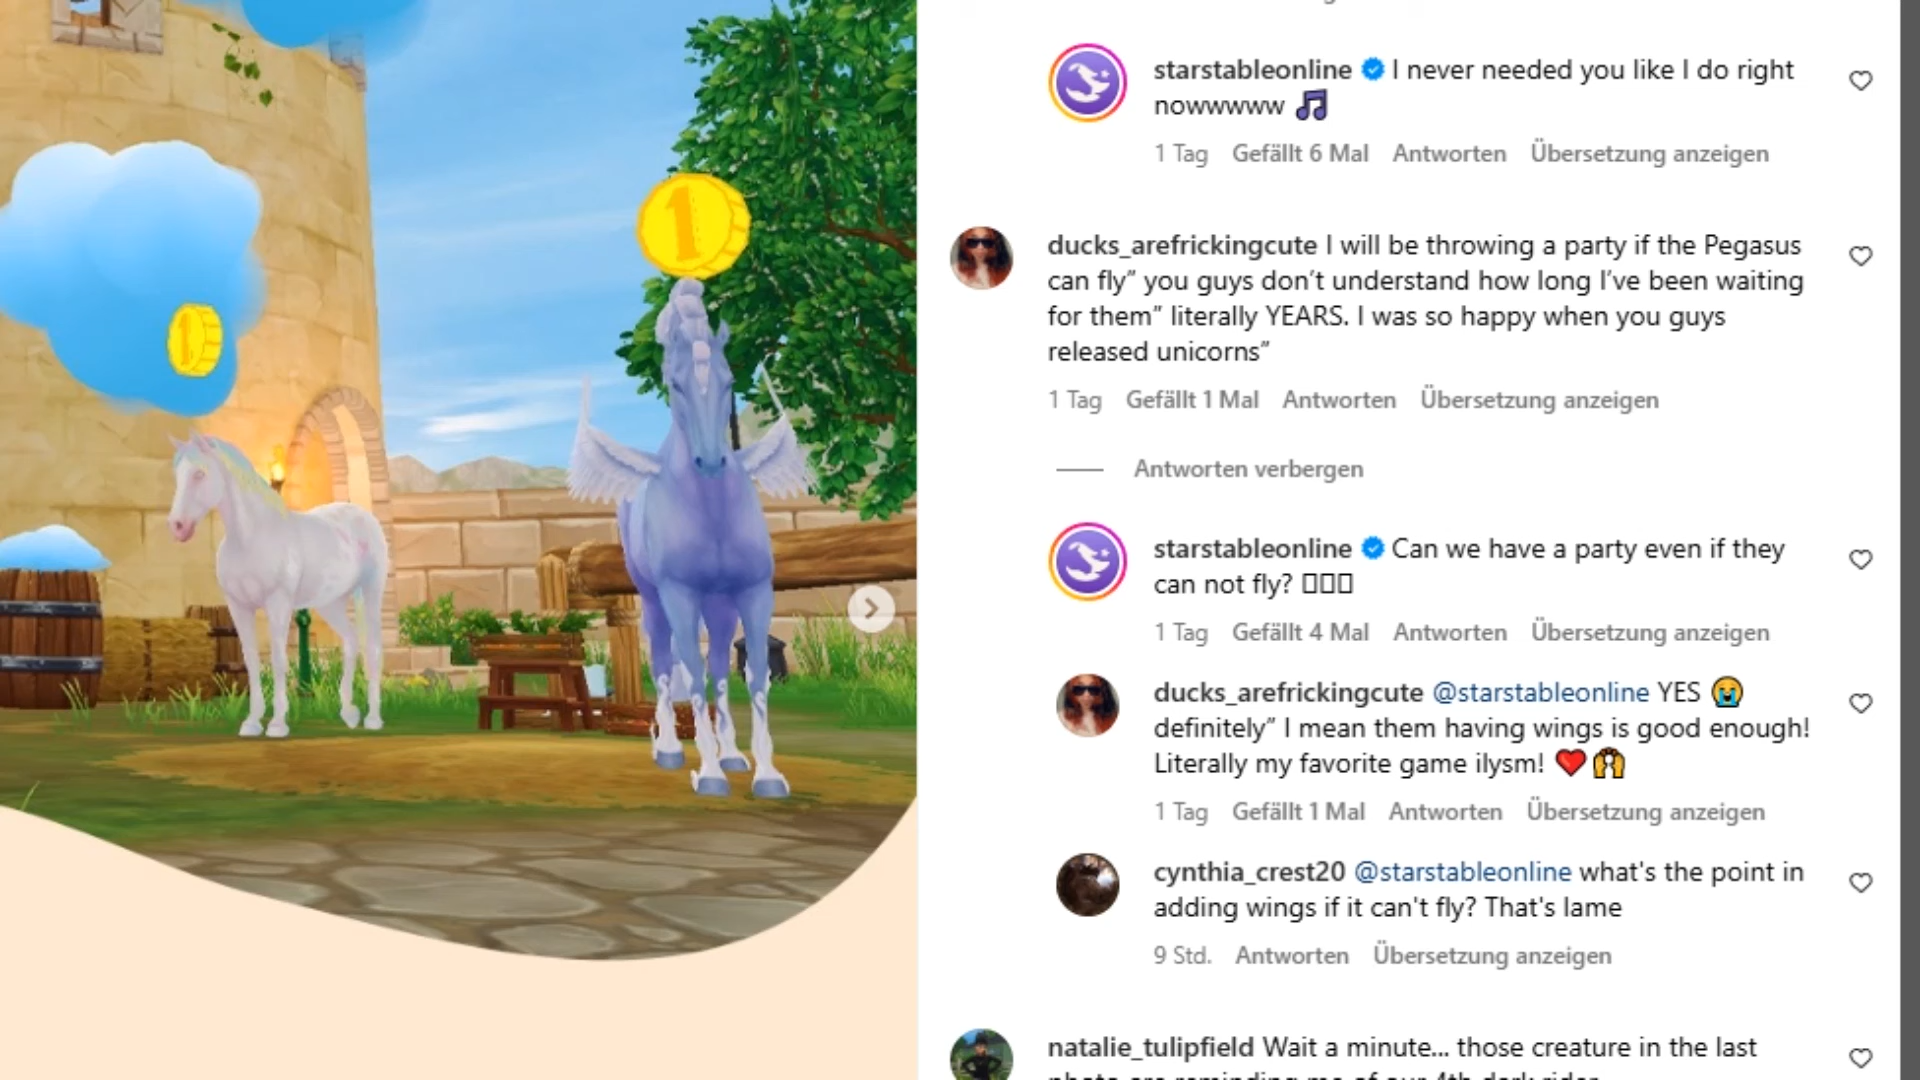 starstableonline I never needed you like I do right
nowwwww 🎵
1 Tag Gefällt 6 Mal Antworten Übersetzung anzeigen
ducks_arefrickingcute I will be throwing a party if the Pegasus
can fly” you guys don’t understand how long I’ve been waiting
for them” literally YEARS. I was so happy when you guys
released unicorns”
1 Tag Gefällt 1 Mal Antworten Übersetzung anzeigen
Antworten verbergen
starstableonline Can we have a party even if they
can not fly? □□□
1 Tag Gefällt 4 Mal Antworten Übersetzung anzeigen
ducks_arefrickingcute @starstableonline YES 😭
definitely” I mean them having wings is good enough!
Literally my favorite game ilysm! ❤️🙌
1 Tag Gefällt 1 Mal Antworten Übersetzung anzeigen
cynthia_crest20 @starstableonline what's the point in
adding wings if it can't fly? That's lame
9 Std. Antworten Übersetzung anzeigen
natalie_tulipfield Wait a minute... those creature in the last
1
1